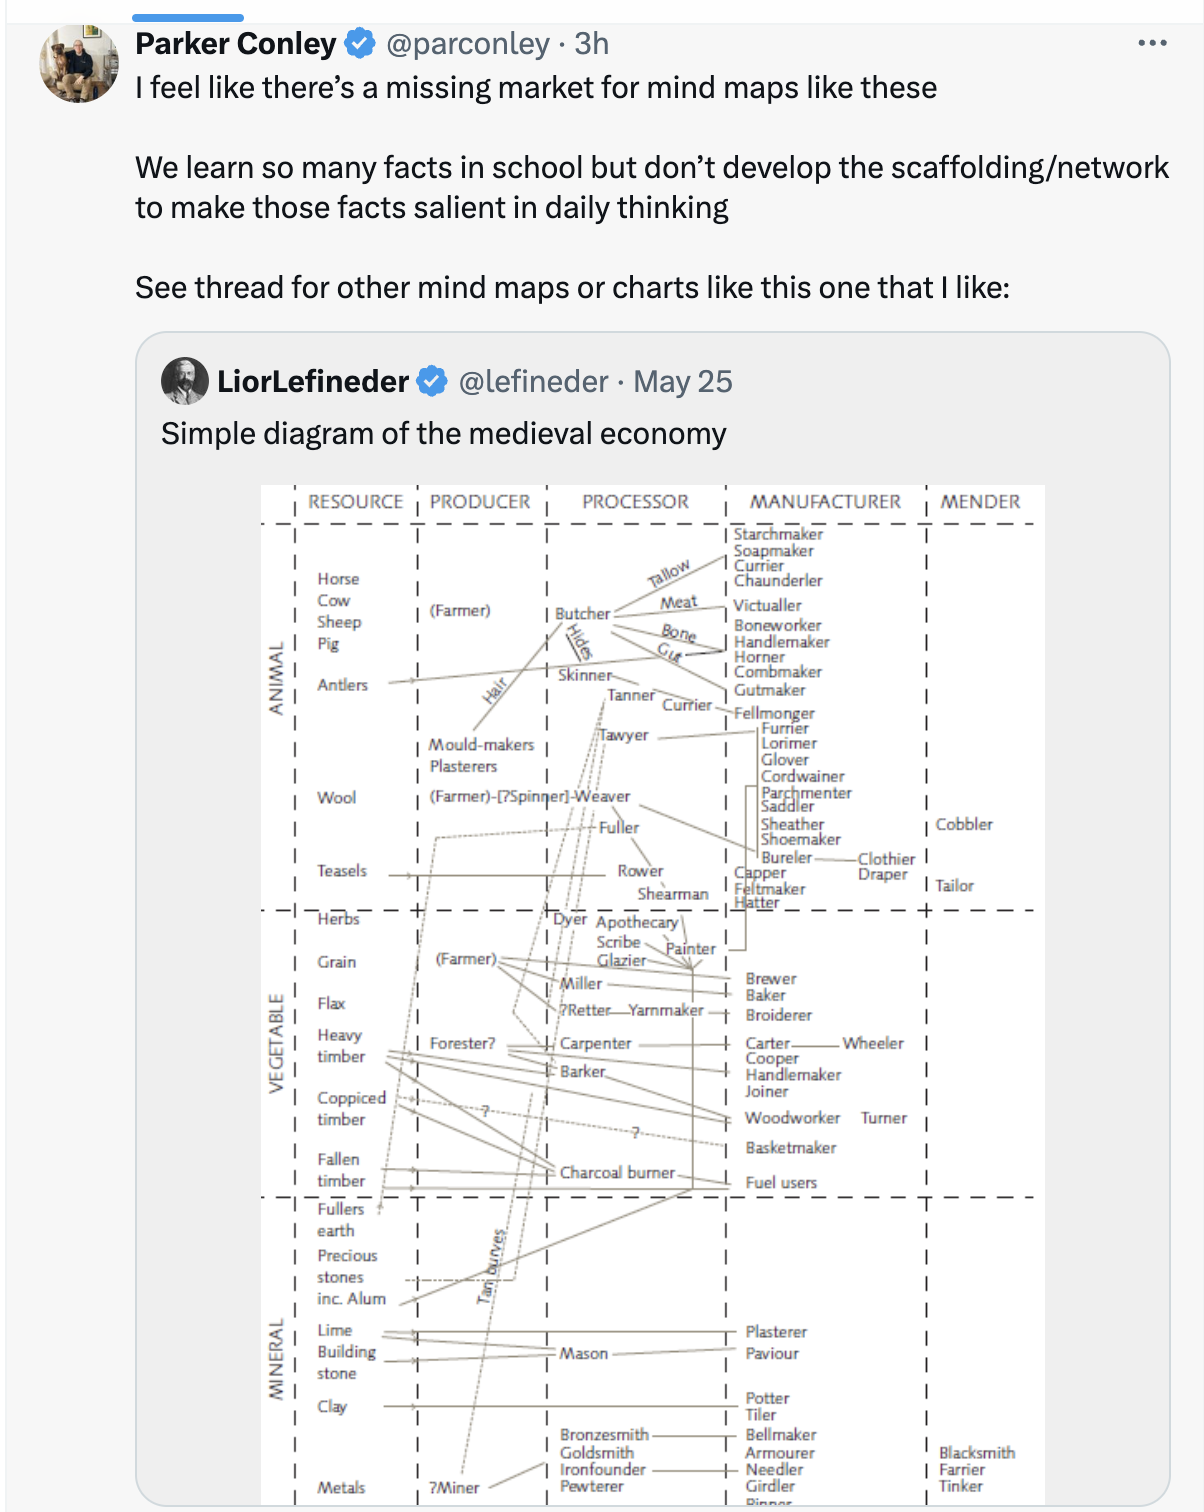 Parker Conley @parconley · 3h
I feel like there’s a missing market for mind maps like these
We learn so many facts in school but don’t develop the scaffolding/network
to make those facts salient in daily thinking
See thread for other mind maps or charts like this one that I like:
LiorLefineder @lefineder · May 25
Simple diagram of the medieval economy
RESOURCE PRODUCER PROCESSOR MANUFACTURER MENDER
ANIMAL
Starchmaker
Soapmaker
Currier
Chaunderler
Horse
Cow
Sheep
Pig
(Farmer)
Butcher
Tallow
Meat
Bone
Gut
Hides
Hair
Victualler
Boneworker
Handlemaker
Horner
Combmaker
Gutmaker
Antlers
Skinner
Tanner
Currier
Fellmonger
Tawyer
Furrier
Lorimer
Glover
Cordwainer
Parchmenter
Saddler
Sheather
Shoemaker
Mould-makers
Plasterers
Wool
(Farmer)-[?Spinner]-Weaver
Fuller
Cobbler
Bureler
Clothier
Draper
Teasels
Rower
Shearman
Capper
Feltmaker
Hatter
Tailor
VEGETABLE
Herbs
Dyer
Apothecary
Scribe
Glazier
Painter
Grain
(Farmer)
Miller
Brewer
Baker
Flax
?Retter
Yarnmaker
Broiderer
Heavy
timber
Forester?
Carpenter
Carter
Wheeler
Cooper
Barker
Handlemaker
Joiner
Coppiced
timber
?
?
Woodworker Turner
Basketmaker
Fallen
timber
Charcoal burner
Fuel users
MINERAL
Fullers
earth
Precious
stones
inc. Alum
Tan burves
Lime
Building
stone
Mason
Plasterer
Paviour
Clay
Potter
Tiler
Bronzesmith
Goldsmith
Ironfounder
Pewterer
Bellmaker
Armourer
Needler
Girdler
Pinner
Blacksmith
Farrier
Tinker
Metals
?Miner